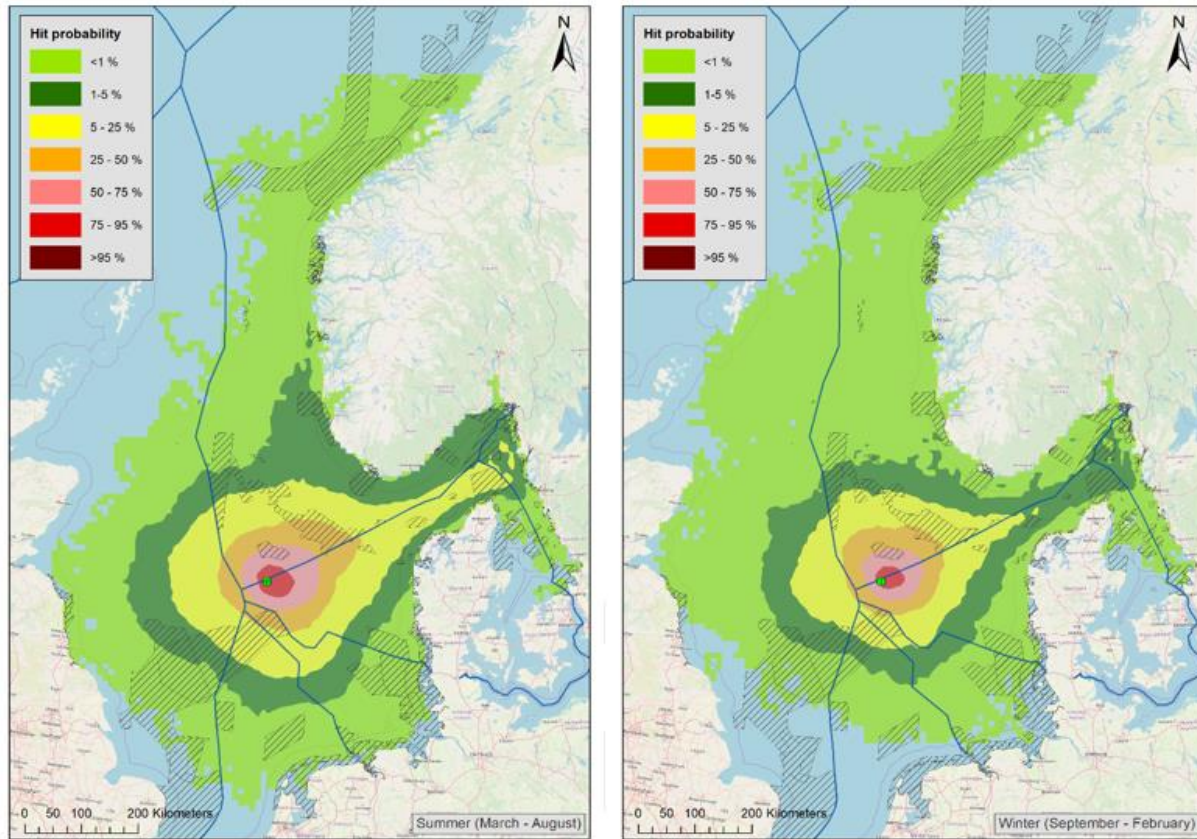 Hit probability
<1 %
1-5 %
5 - 25 %
25 - 50 %
50 - 75 %
75 - 95 %
>95 %
N
0 50 100 200 Kilometers
Summer (March - August)
Hit probability
<1 %
1-5 %
5 - 25 %
25 - 50 %
50 - 75 %
75 - 95 %
>95 %
N
0 50 100 200 Kilometers
Winter (September - February)